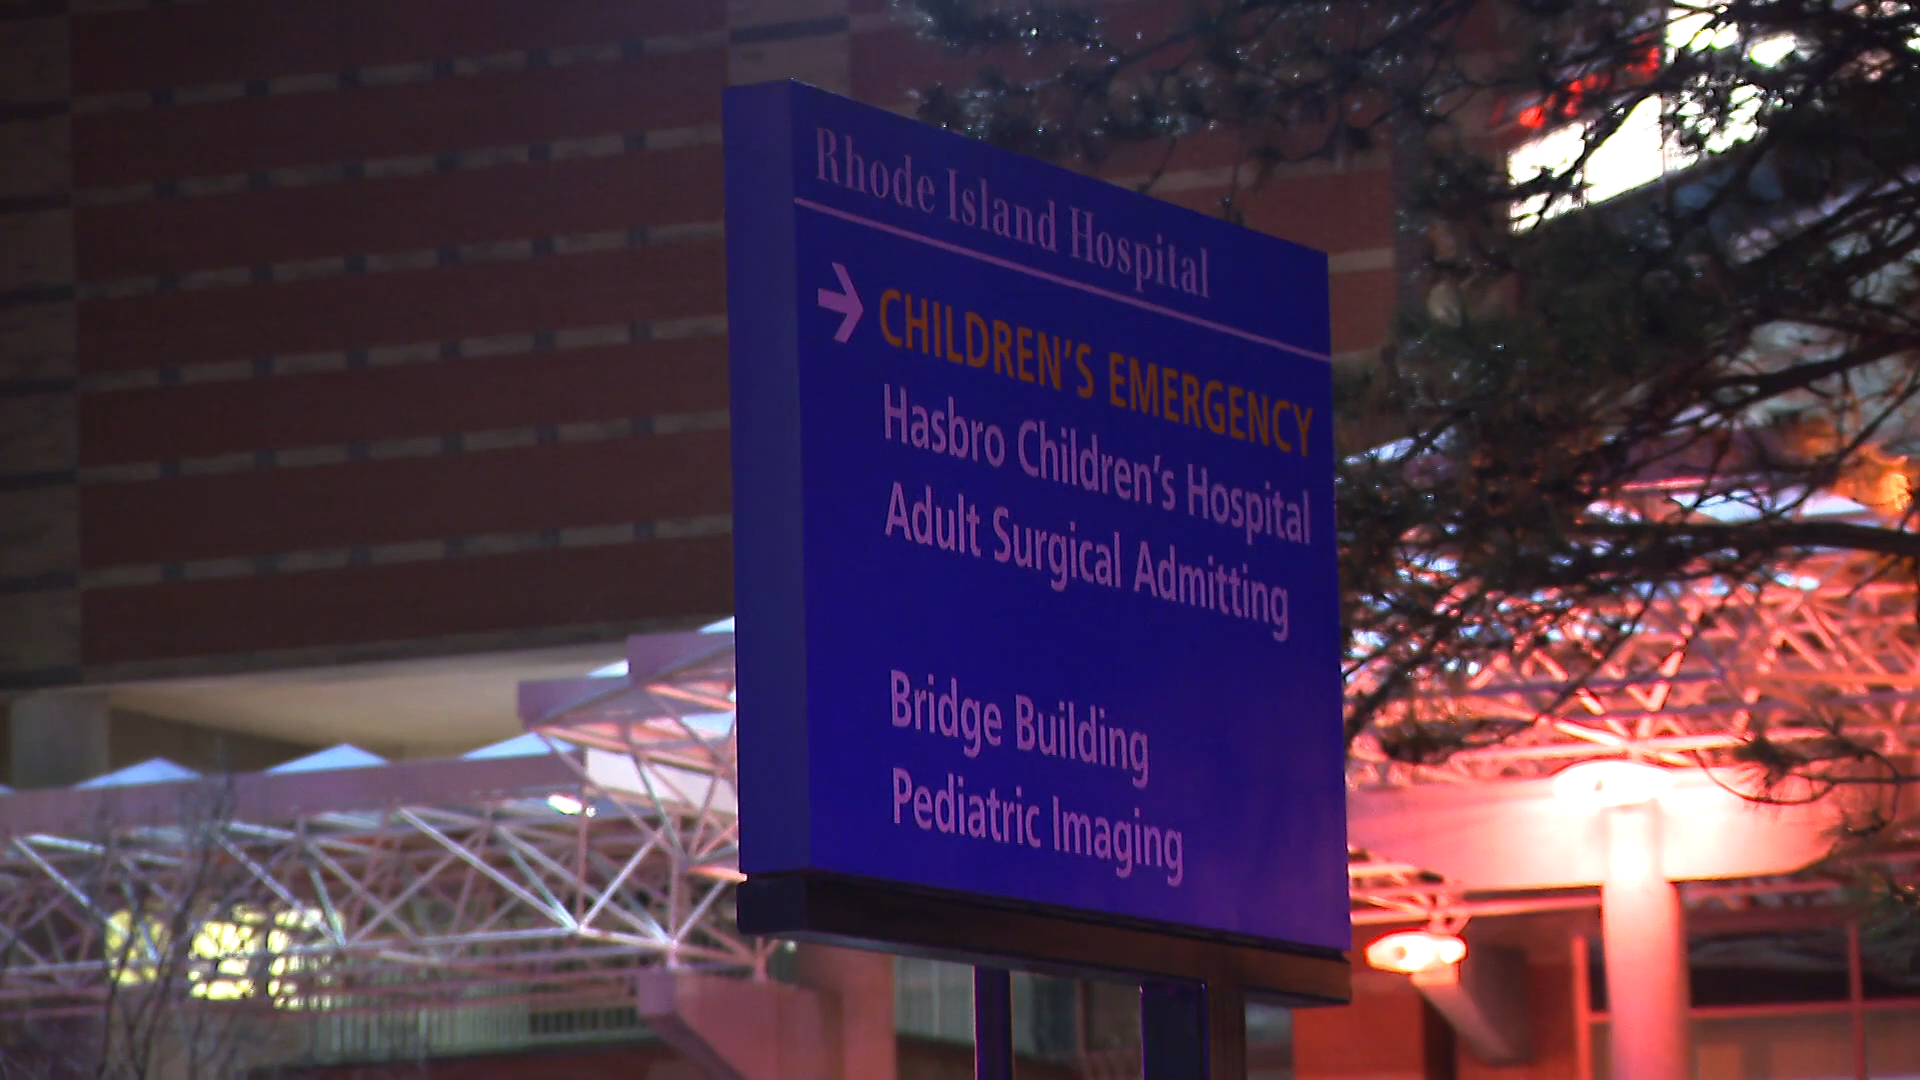 Rhode Island Hospital
CHILDREN'S EMERGENCY
Hasbro Children's Hospital
Adult Surgical Admitting
Bridge Building
Pediatric Imaging